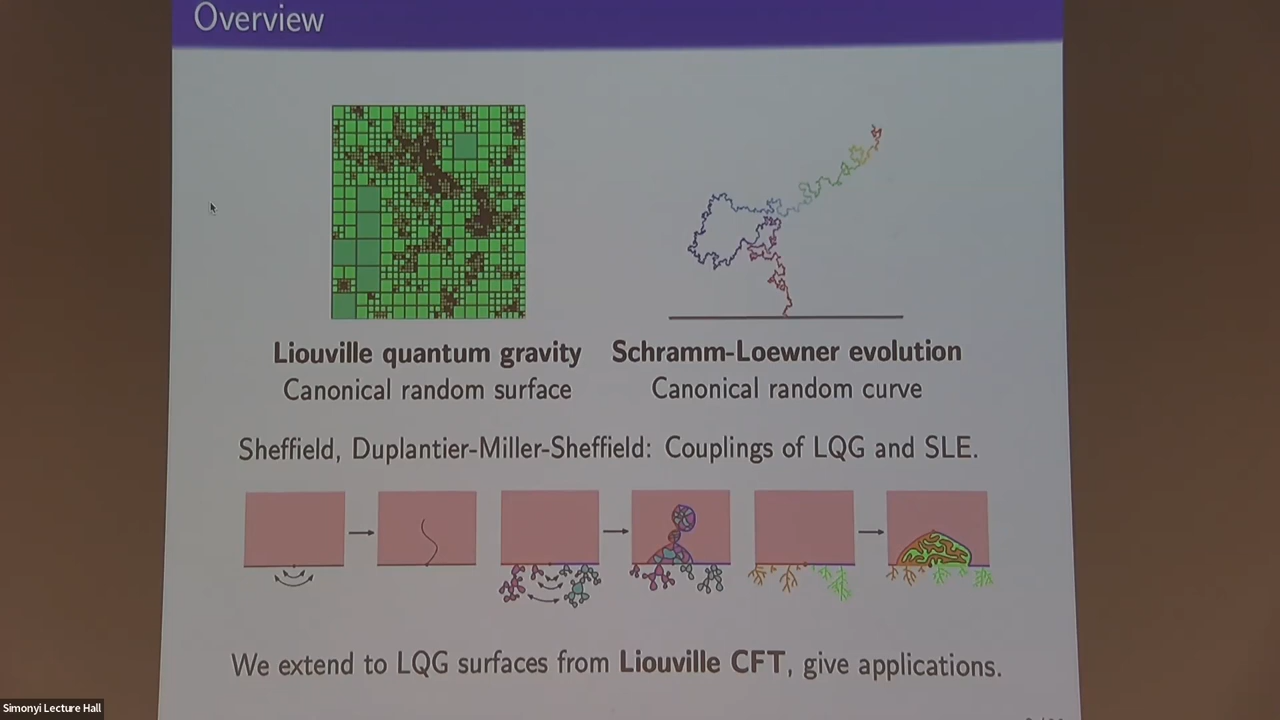 Overview
Liouville quantum gravity
Canonical random surface
Schramm-Loewner evolution
Canonical random curve
Sheffield, Duplantier-Miller-Sheffield: Couplings of LQG and SLE.
We extend to LQG surfaces from Liouville CFT, give applications.
Simonyi Lecture Hall